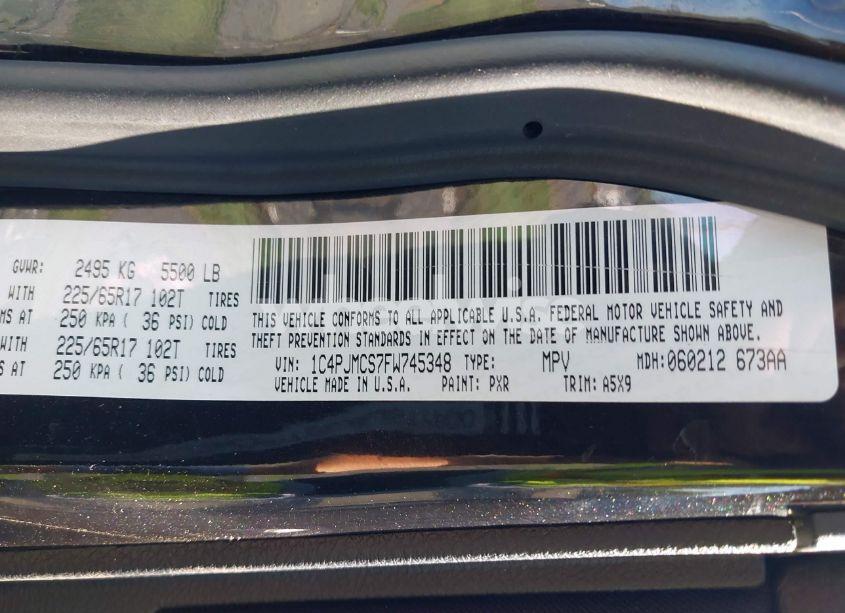 GVWR: 2495 KG 5500 LB
WITH 225/65R17 102T TIRES
MS AT 250 KPA ( 36 PSI) COLD
WITH 225/65R17 102T TIRES
S AT 250 KPA ( 36 PSI) COLD
THIS VEHICLE CONFORMS TO ALL APPLICABLE U.S.A. FEDERAL MOTOR VEHICLE SAFETY AND
THEFT PREVENTION STANDARDS IN EFFECT ON THE DATE OF MANUFACTURE SHOWN ABOVE.
VIN: 1C4PJMCS7FW745348 TYPE: MPV MDH:060212 673AA
VEHICLE MADE IN U.S.A. PAINT: PXR TRIM: A5X9